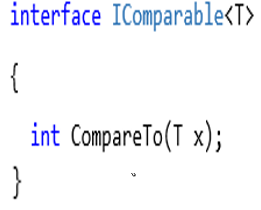 interface IComparable<T>
{
int CompareTo(T x);
}